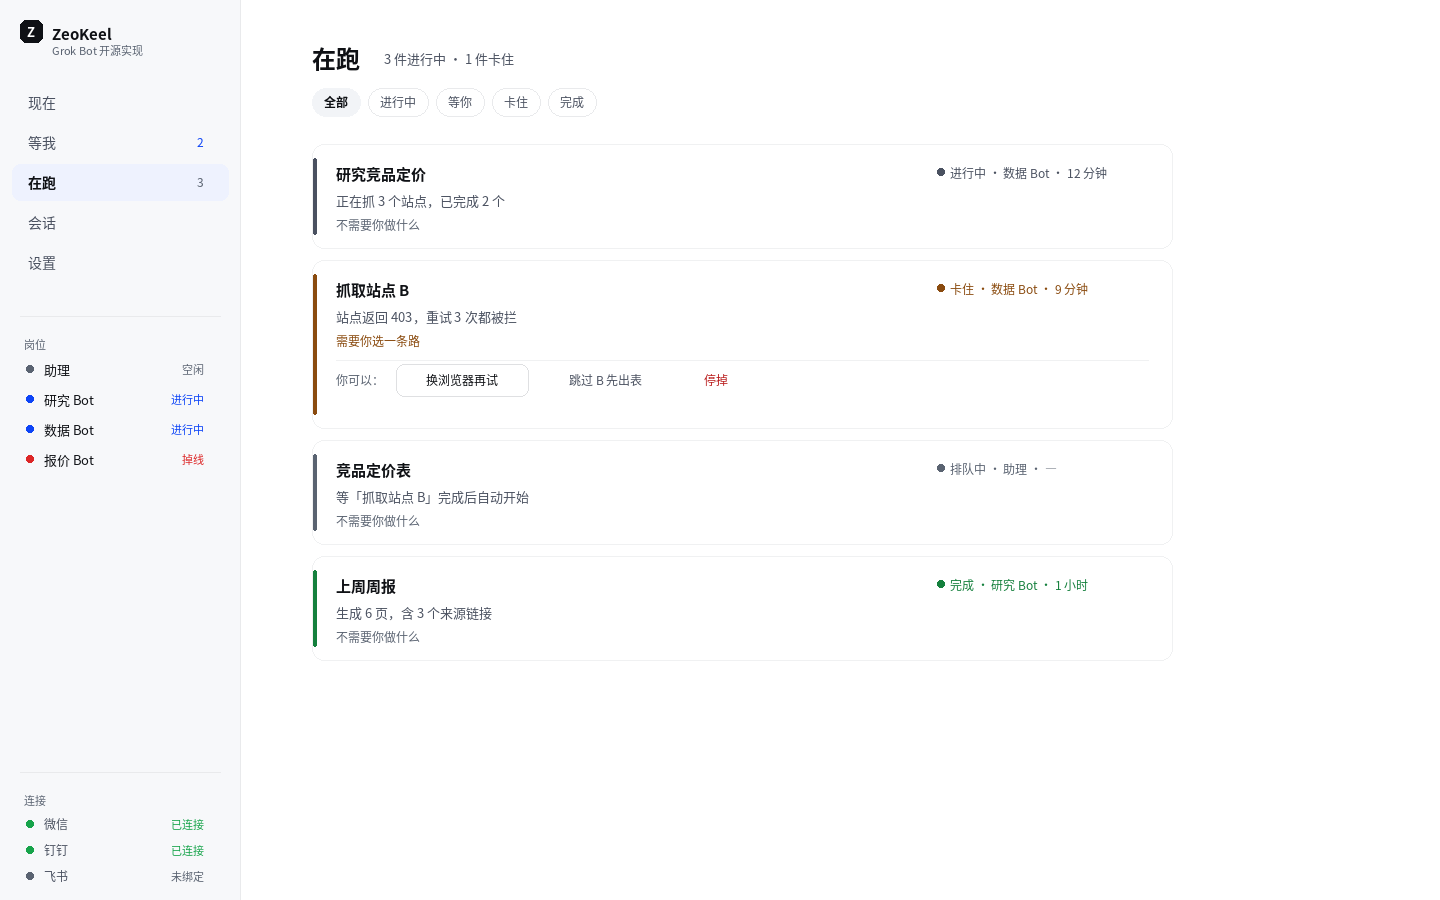 Z
ZeoKeel
Grok Bot 开源实现
现在
等我 2
在跑 3
会话
设置
岗位
助理 空闲
研究 Bot 进行中
数据 Bot 进行中
报价 Bot 掉线
连接
微信 已连接
钉钉 已连接
飞书 未绑定
在跑 3 件进行中 · 1 件卡住
全部 进行中 等你 卡住 完成
研究竞品定价 进行中 · 数据 Bot · 12 分钟
正在抓 3 个站点，已完成 2 个
不需要你做什么
抓取站点 B 卡住 · 数据 Bot · 9 分钟
站点返回 403，重试 3 次都被拦
需要你选一条路
你可以： 换浏览器再试 跳过 B 先出表 停掉
竞品定价表 排队中 · 助理 · —
等「抓取站点 B」完成后自动开始
不需要你做什么
上周周报 完成 · 研究 Bot · 1 小时
生成 6 页，含 3 个来源链接
不需要你做什么